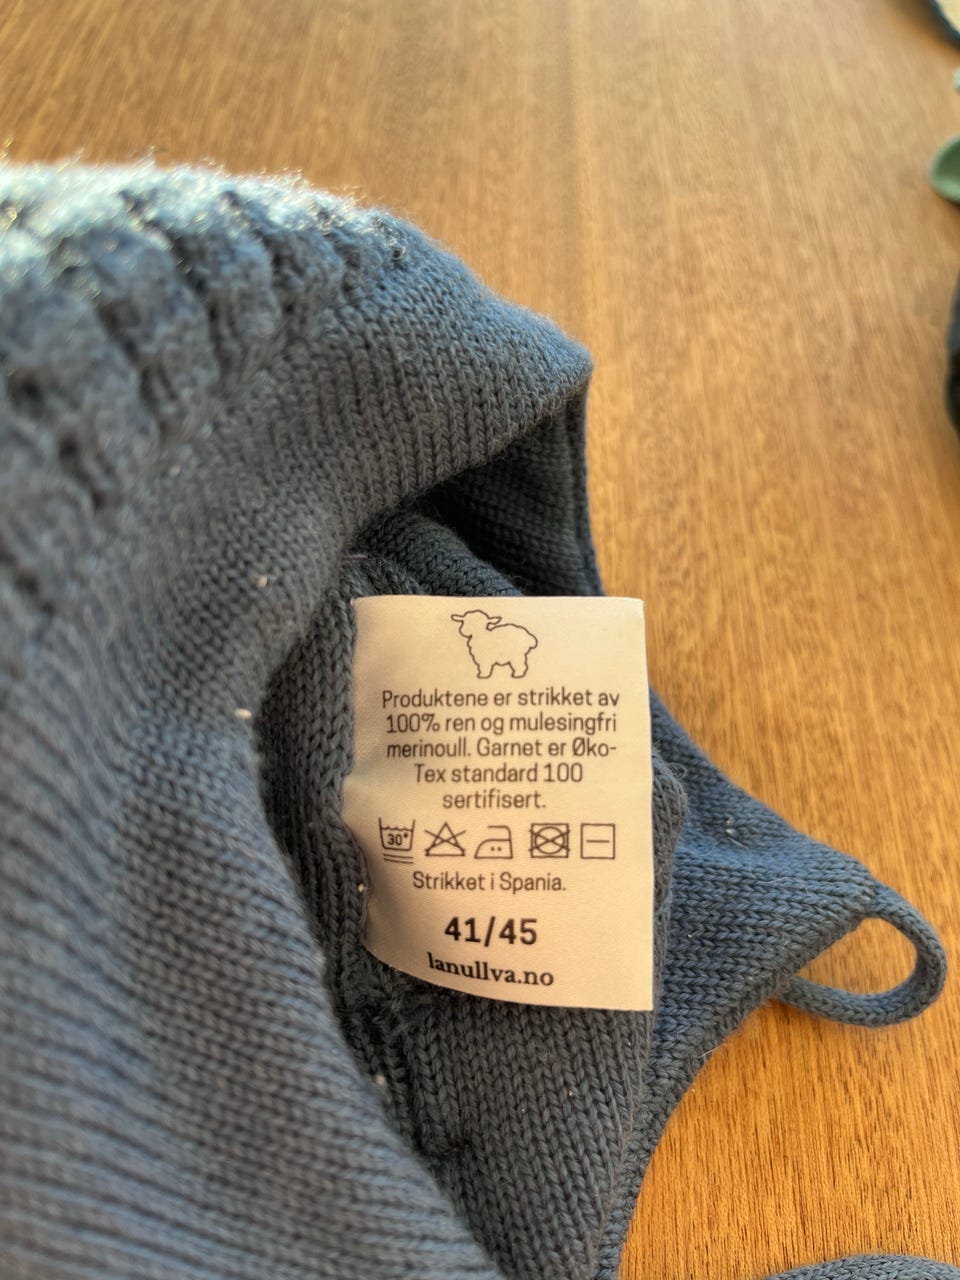 Produktene er strikket av
100% ren og mulesingfri
merinoull. Garnet er Øko-
Tex standard 100
sertifisert.
30°
Strikket i Spania.
41/45
lanullva.no